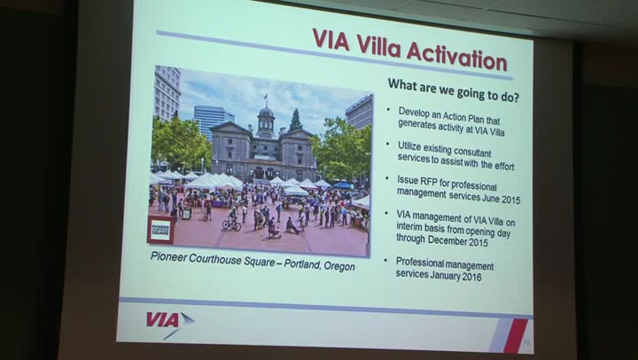 VIA Villa Activation
What are we going to do?
• Develop an Action Plan that
generates activity at VIA Villa
• Utilize existing consultant
services to assist with the effort
• Issue RFP for professional
management services June 2015
• VIA management of VIA Villa on
interim basis from opening day
through December 2015
• Professional management
services January 2016
Pioneer Courthouse Square – Portland, Oregon
VIA